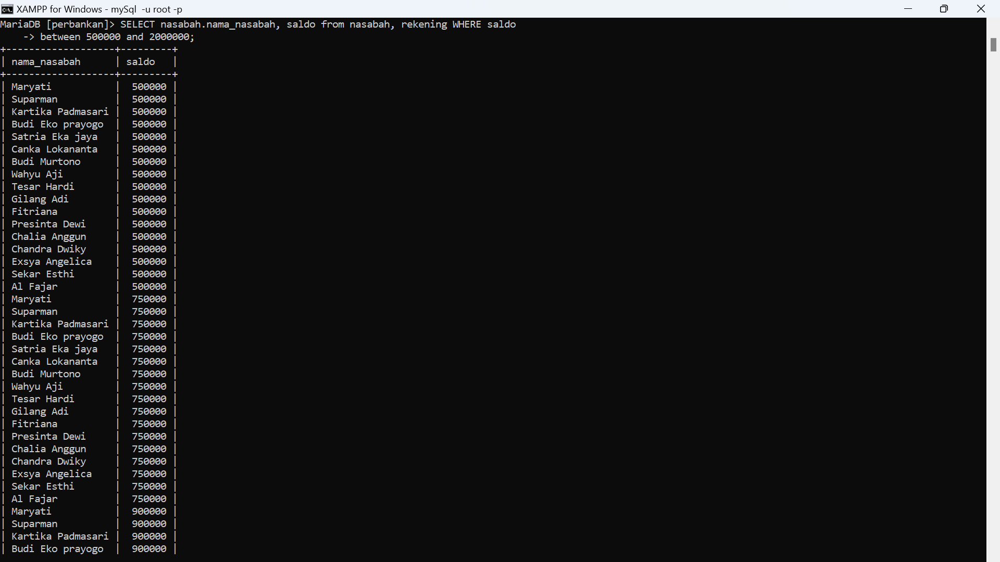 XAMPP for Windows - mySql  -u root -p
MariaDB [perbankan]> SELECT nasabah.nama_nasabah, saldo from nasabah, rekening WHERE saldo
    -> between 500000 and 2000000;
+-------------------+---------+
| nama_nasabah      | saldo   |
+-------------------+---------+
| Maryati           |  500000 |
| Suparman          |  500000 |
| Kartika Padmasari |  500000 |
| Budi Eko prayogo  |  500000 |
| Satria Eka jaya   |  500000 |
| Canka Lokananta   |  500000 |
| Budi Murtono      |  500000 |
| Wahyu Aji         |  500000 |
| Tesar Hardi       |  500000 |
| Gilang Adi        |  500000 |
| Fitriana          |  500000 |
| Presinta Dewi     |  500000 |
| Chalia Anggun     |  500000 |
| Chandra Dwiky     |  500000 |
| Exsya Angelica    |  500000 |
| Sekar Esthi       |  500000 |
| Al Fajar          |  500000 |
| Maryati           |  750000 |
| Suparman          |  750000 |
| Kartika Padmasari |  750000 |
| Budi Eko prayogo  |  750000 |
| Satria Eka jaya   |  750000 |
| Canka Lokananta   |  750000 |
| Budi Murtono      |  750000 |
| Wahyu Aji         |  750000 |
| Tesar Hardi       |  750000 |
| Gilang Adi        |  750000 |
| Fitriana          |  750000 |
| Presinta Dewi     |  750000 |
| Chalia Anggun     |  750000 |
| Chandra Dwiky     |  750000 |
| Exsya Angelica    |  750000 |
| Sekar Esthi       |  750000 |
| Al Fajar          |  750000 |
| Maryati           |  900000 |
| Suparman          |  900000 |
| Kartika Padmasari |  900000 |
| Budi Eko prayogo  |  900000 |